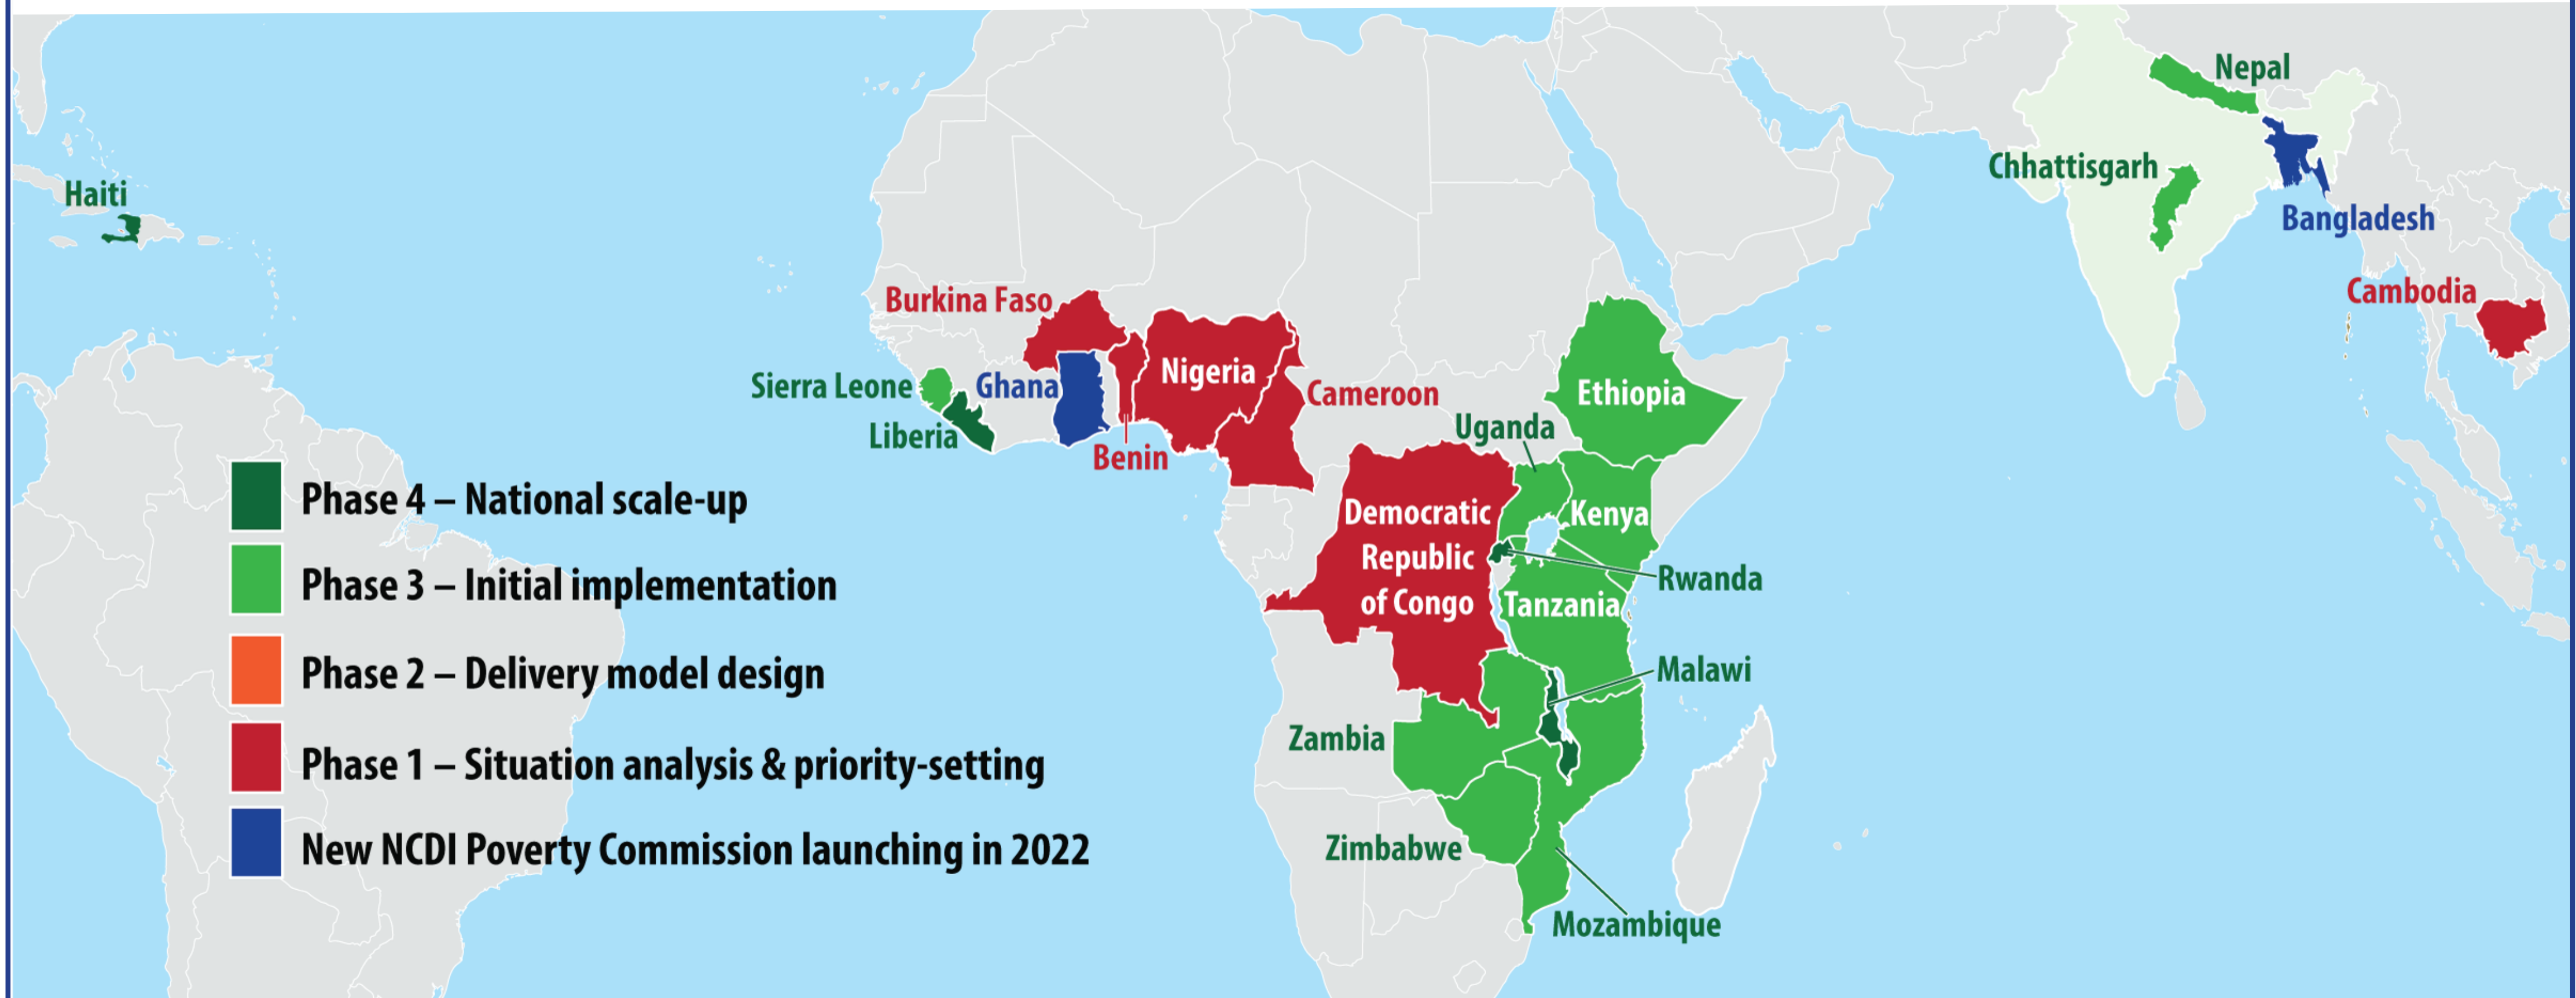 Nepal
Chhattisgarh
Haiti
Bangladesh
Cambodia
Burkina Faso
Nigeria
Sierra Leone
Ghana
Cameroon
Ethiopia
Uganda
Liberia
Benin
Democratic
Republic
of Congo
Kenya
Rwanda
Tanzania
Malawi
Zambia
Zimbabwe
Mozambique
Phase 4 – National scale-up
Phase 3 – Initial implementation
Phase 2 – Delivery model design
Phase 1 – Situation analysis & priority-setting
New NCDI Poverty Commission launching in 2022